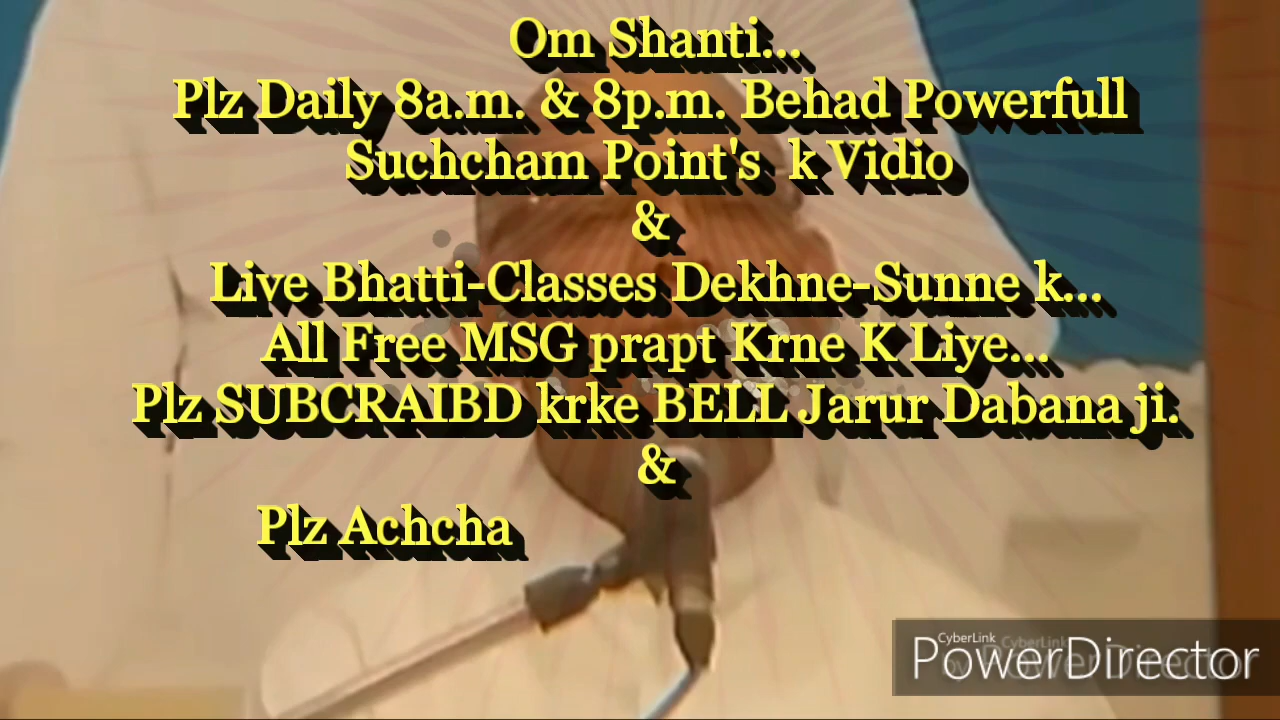 Om Shanti...
Plz Daily 8a.m. & 8p.m. Behad Powerfull
Suchcham Point's k Vidio
&
Live Bhatti-Classes Dekhne-Sunne k...
All Free MSG prapt Krne K Liye...
Plz SUBCRAIBD krke BELL Jarur Dabana ji.
&
Plz Achcha
CyberLink
PowerDirector